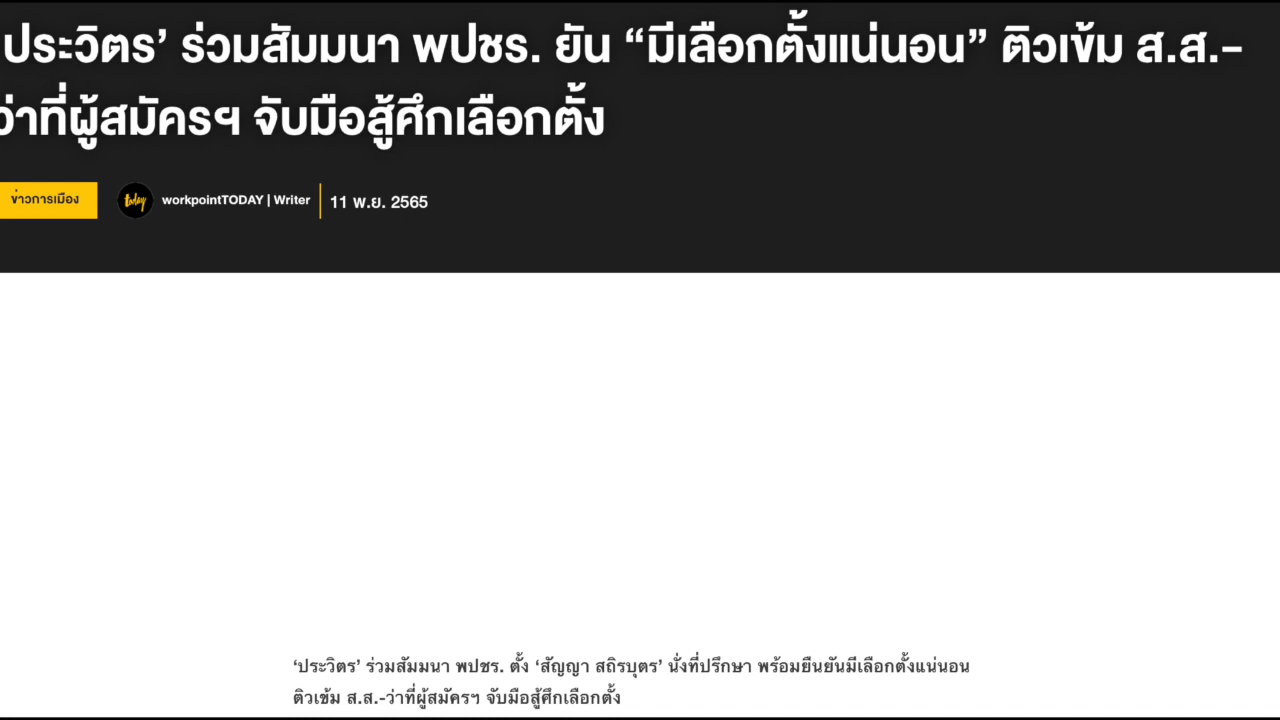 ประวิตร’ ร่วมสัมมนา พปชร. ยัน “มีเลือกตั้งแน่นอน” ติวเข้ม ส.ส.–
ว่าที่ผู้สมัครฯ จับมือสู้ศึกเลือกตั้ง
ข่าวการเมือง
today
workpointTODAY | Writer
11 พ.ย. 2565
‘ประวิตร’ ร่วมสัมมนา พปชร. ตั้ง ‘สัญญา สถิรบุตร’ นั่งที่ปรึกษา พร้อมยืนยันมีเลือกตั้งแน่นอน
ติวเข้ม ส.ส.-ว่าที่ผู้สมัครฯ จับมือสู้ศึกเลือกตั้ง